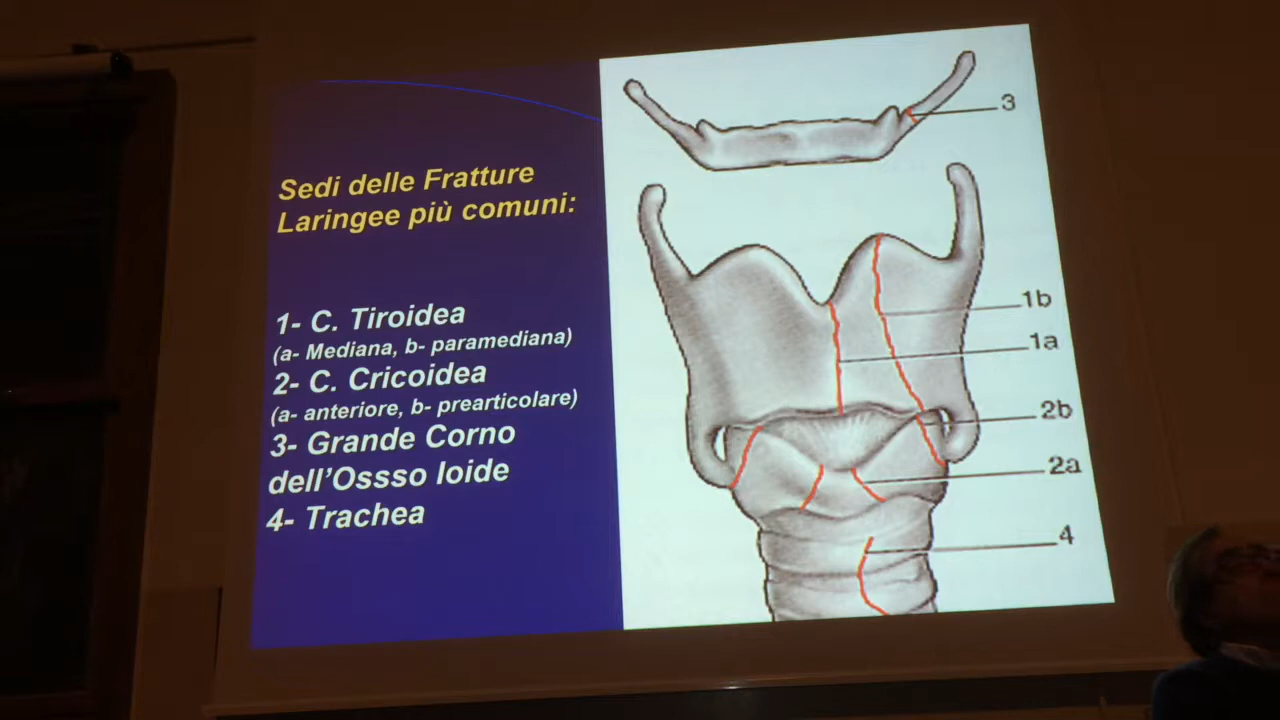 Sedi delle Fratture
Laringee più comuni:
1- C. Tiroidea
(a- Mediana, b- paramediana)
2- C. Cricoidea
(a- anteriore, b- prearticolare)
3- Grande Corno
dell'Ossso Ioide
4- Trachea
3
1b
1a
2b
2a
4